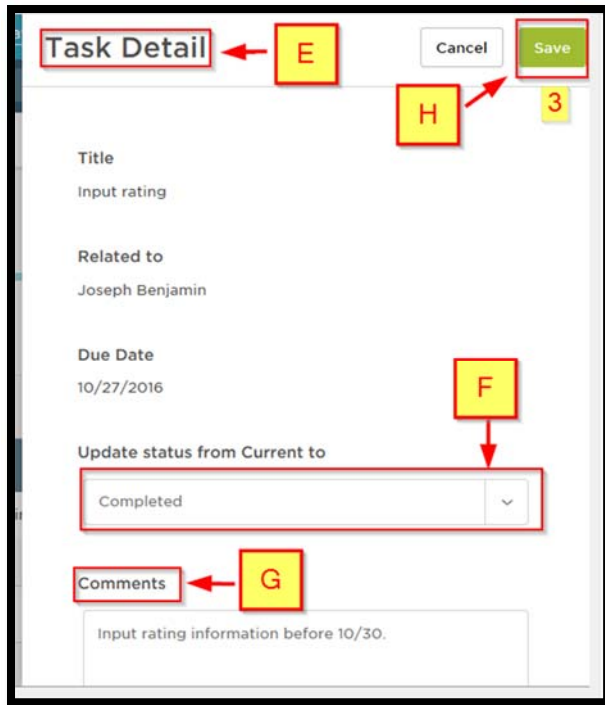 Task Detail
E
Cancel
Save
H
3
Title
Input rating
Related to
Joseph Benjamin
Due Date
10/27/2016
F
Update status from Current to
Completed
Comments
G
Input rating information before 10/30.